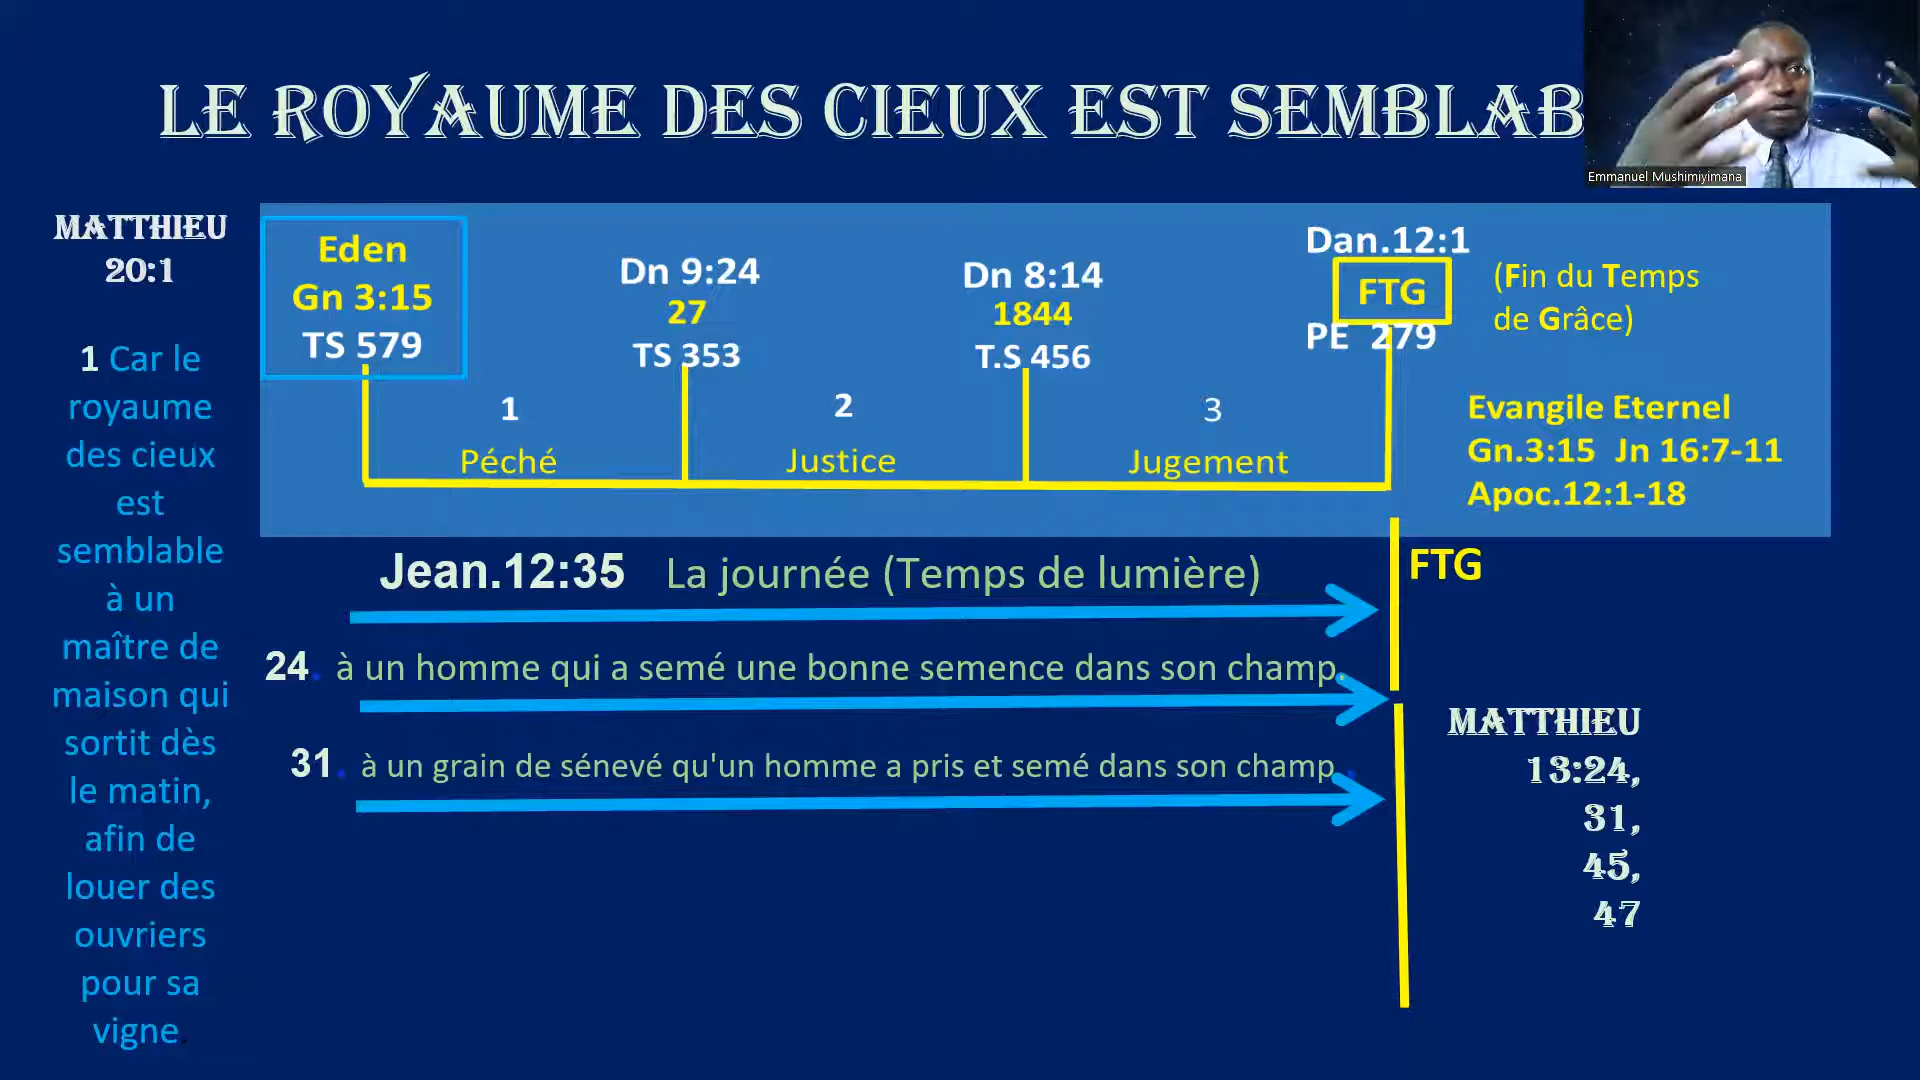 LE ROYAUME DES CIEUX EST SEMBLAB
Emmanuel Mushimiyimana
MATTHIEU
20:1
1 Car le
royaume
des cieux
est
semblable
à un
maître de
maison qui
sortit dès
le matin,
afin de
louer des
ouvriers
pour sa
vigne.
Eden
Gn 3:15
TS 579
Dn 9:24
27
TS 353
Dn 8:14
1844
T.S 456
Dan.12:1
FTG
PE 279
(Fin du Temps
de Grâce)
1
Péché
2
Justice
3
Jugement
Evangile Eternel
Gn.3:15 Jn 16:7-11
Apoc.12:1-18
Jean.12:35 La journée (Temps de lumière)
FTG
24. à un homme qui a semé une bonne semence dans son champ.
31. à un grain de sénevé qu'un homme a pris et semé dans son champ.
MATTHIEU
13:24,
31,
45,
47